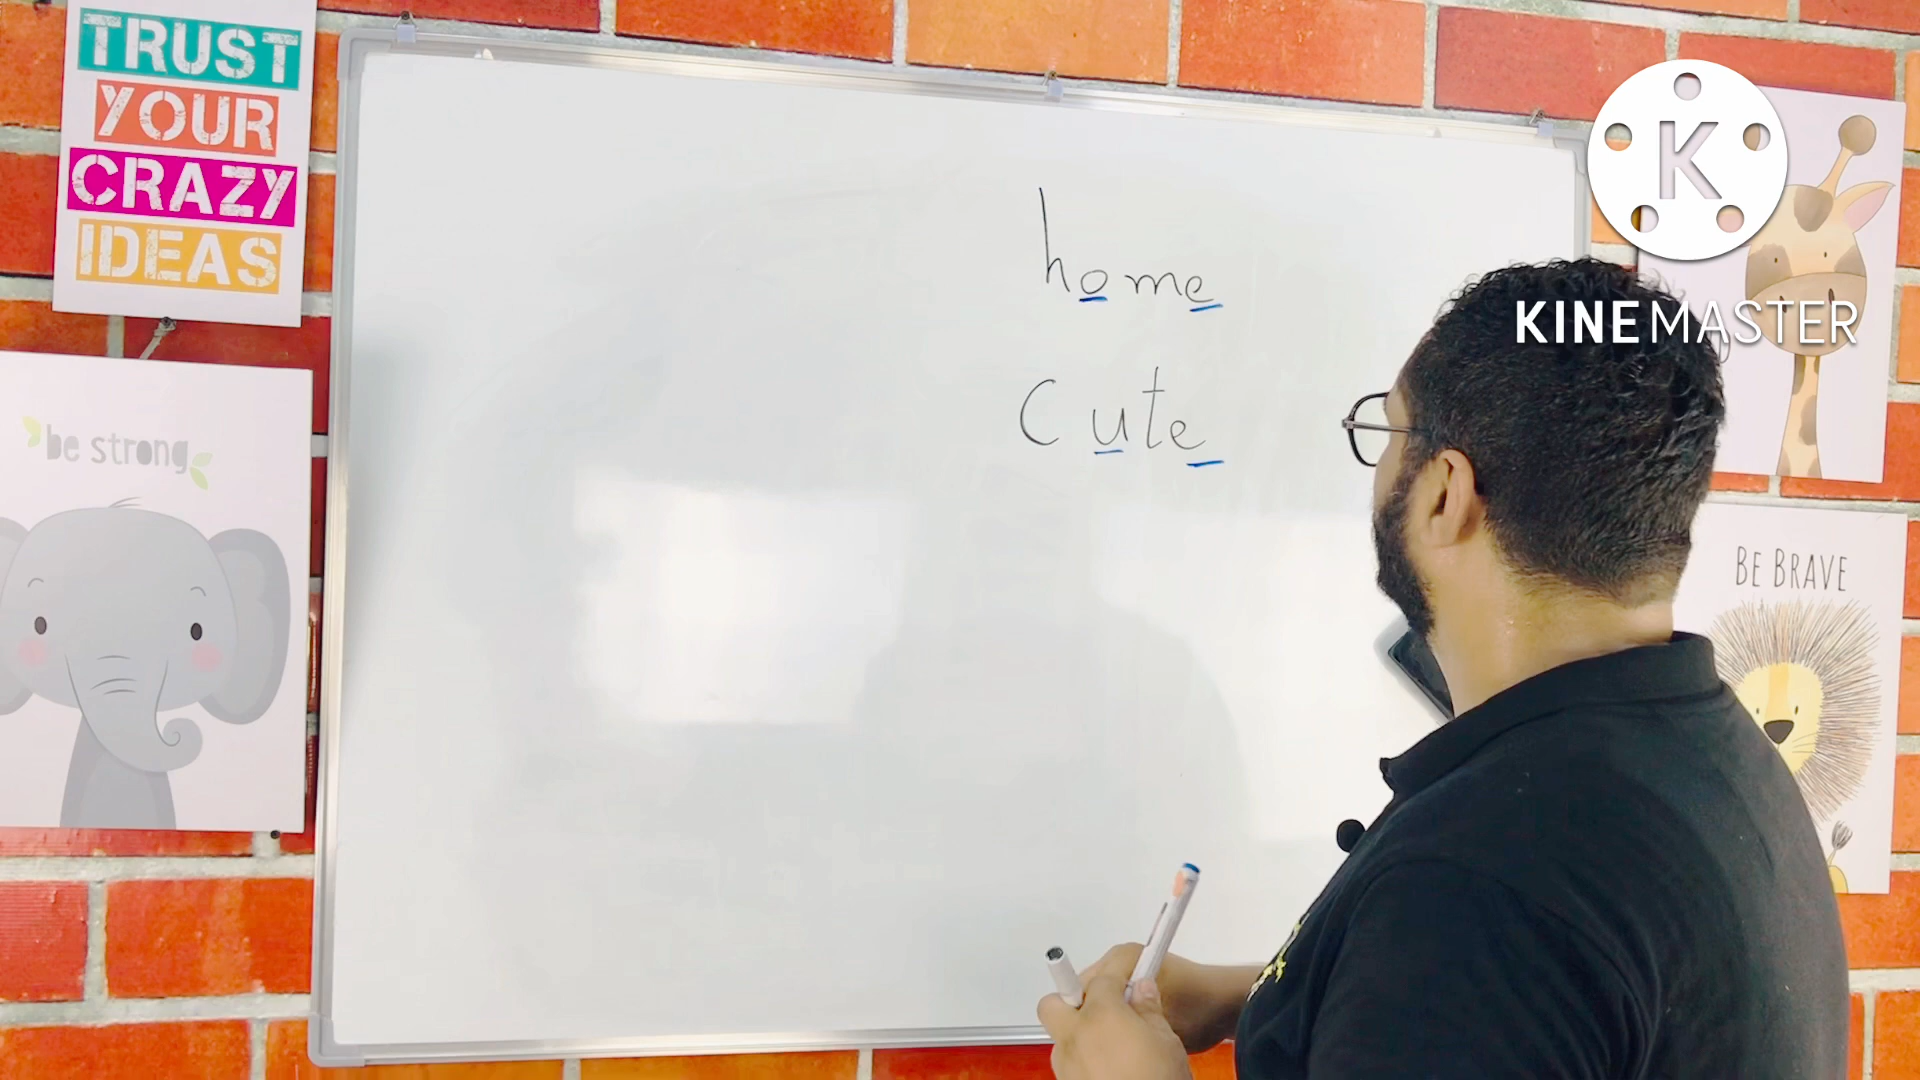 TRUST
YOUR
CRAZY
IDEAS
be strong
home
cute
K
KINEMASTER
BE BRAVE